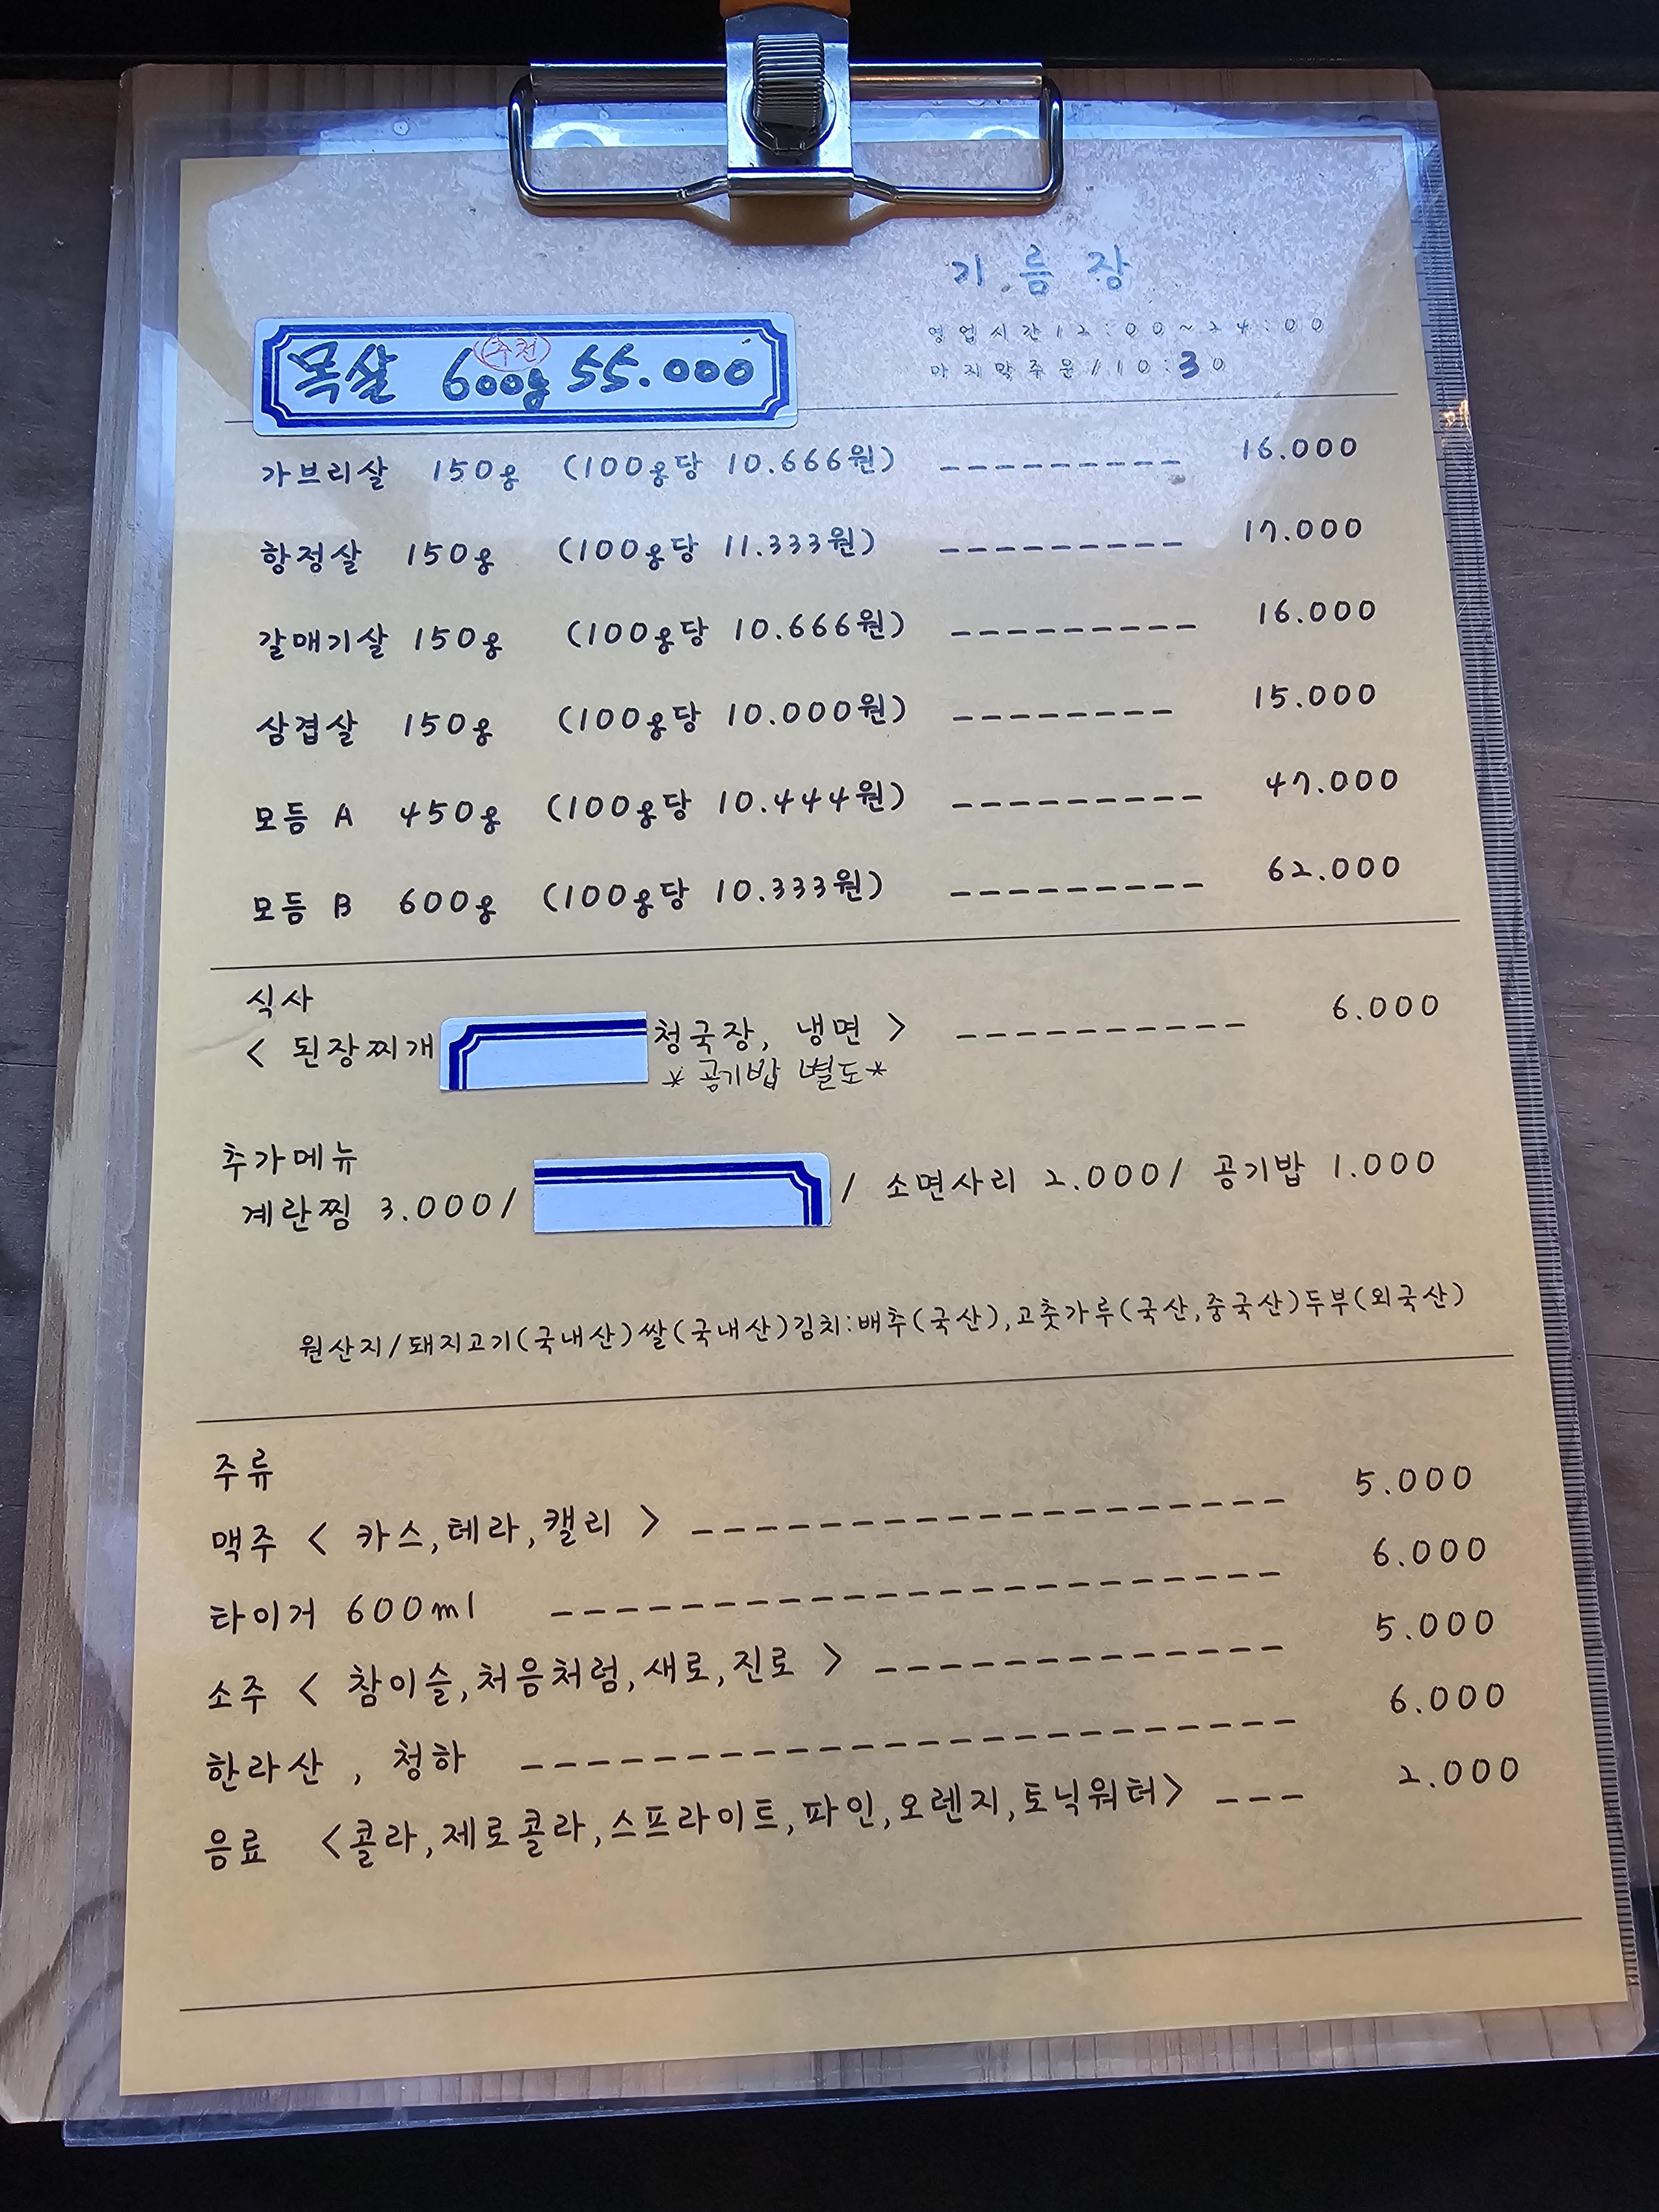 기름장
영업시간 12:00~24:00
마지막주문/10:30
추천
목살 600g 55.000
가브리살 150g (100g당 10.666원) --------- 16.000
항정살 150g (100g당 11.333원) --------- 17.000
갈매기살 150g (100g당 10.666원) --------- 16.000
삼겹살 150g (100g당 10.000원) -------- 15.000
모듬 A 450g (100g당 10.444원) --------- 47.000
모듬 B 600g (100g당 10.333원) --------- 62.000
식사
< 된장찌개 청국장, 냉면 > ---------- 6.000
* 공기밥 별도 *
추가메뉴
계란찜 3.000/ / 소면사리 2.000/ 공기밥 1.000
원산지/돼지고기(국내산)쌀(국내산)김치:배추(국산),고춧가루(국산,중국산)두부(외국산)
주류
맥주 < 카스,테라,캘리 > ------------------- 5.000
타이거 600ml ----------------------- 6.000
소주 < 참이슬,처음처럼,새로,진로 > ------------- 5.000
한라산 , 청하 ------------------------ 6.000
음료 <콜라,제로콜라,스프라이트,파인,오렌지,토닉워터> --- 2.000